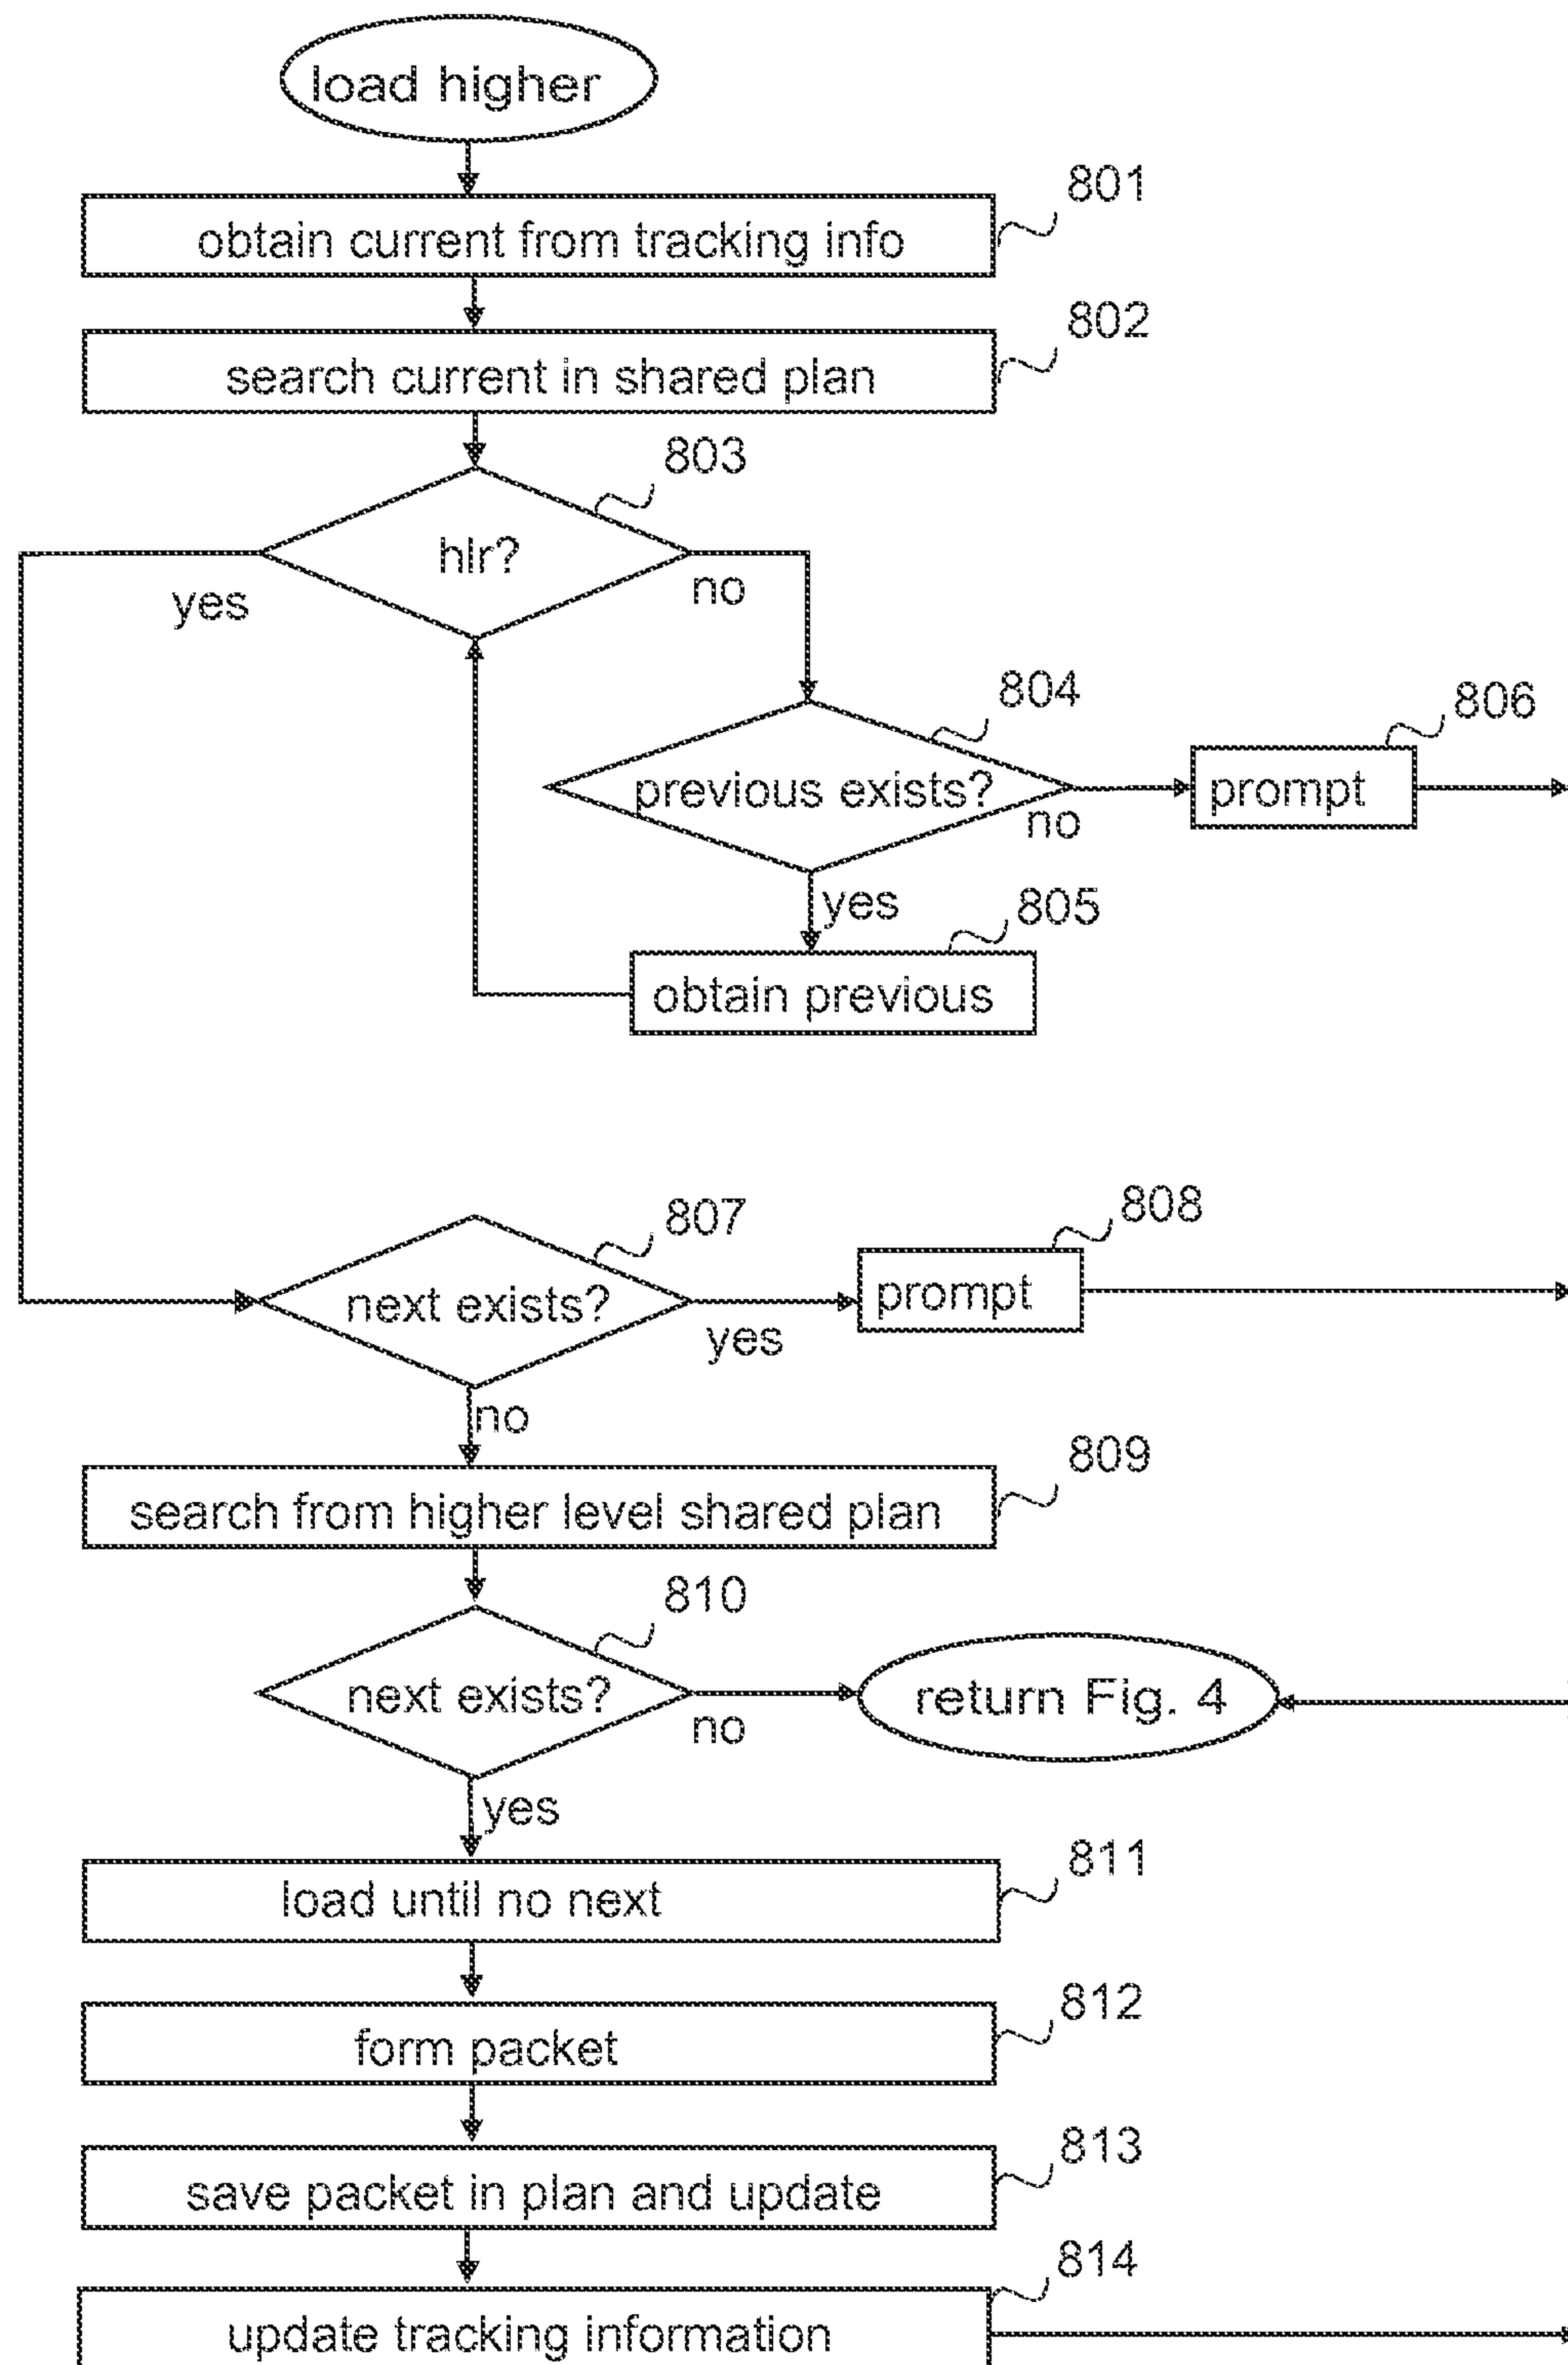 load higher
801
obtain current from tracking info
802
search current in shared plan
803
hlr?
yes
no
804
806
previous exists?
prompt
no
yes
805
obtain previous
807
808
next exists?
prompt
yes
no
809
search from higher level shared plan
810
next exists?
return Fig. 4
no
yes
811
load until no next
812
form packet
813
save packet in plan and update
814
update tracking information